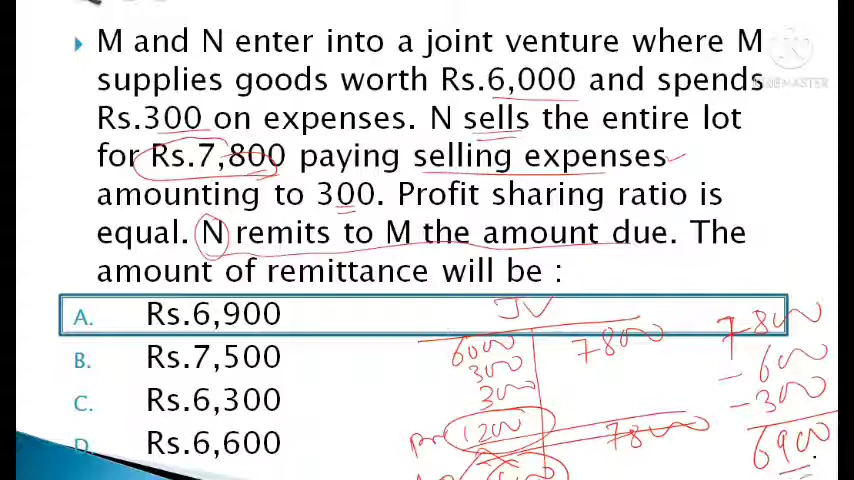 M and N enter into a joint venture where M
supplies goods worth Rs.6,000 and spends
Rs.300 on expenses. N sells the entire lot
for Rs.7,800 paying selling expenses
amounting to 300. Profit sharing ratio is
equal. N remits to M the amount due. The
amount of remittance will be :
A. Rs.6,900
B. Rs.7,500
C. Rs.6,300
D. Rs.6,600
KINEMASTER
JV
6000 7800
300
300
1200 7800
7800
- 600
- 300
6900